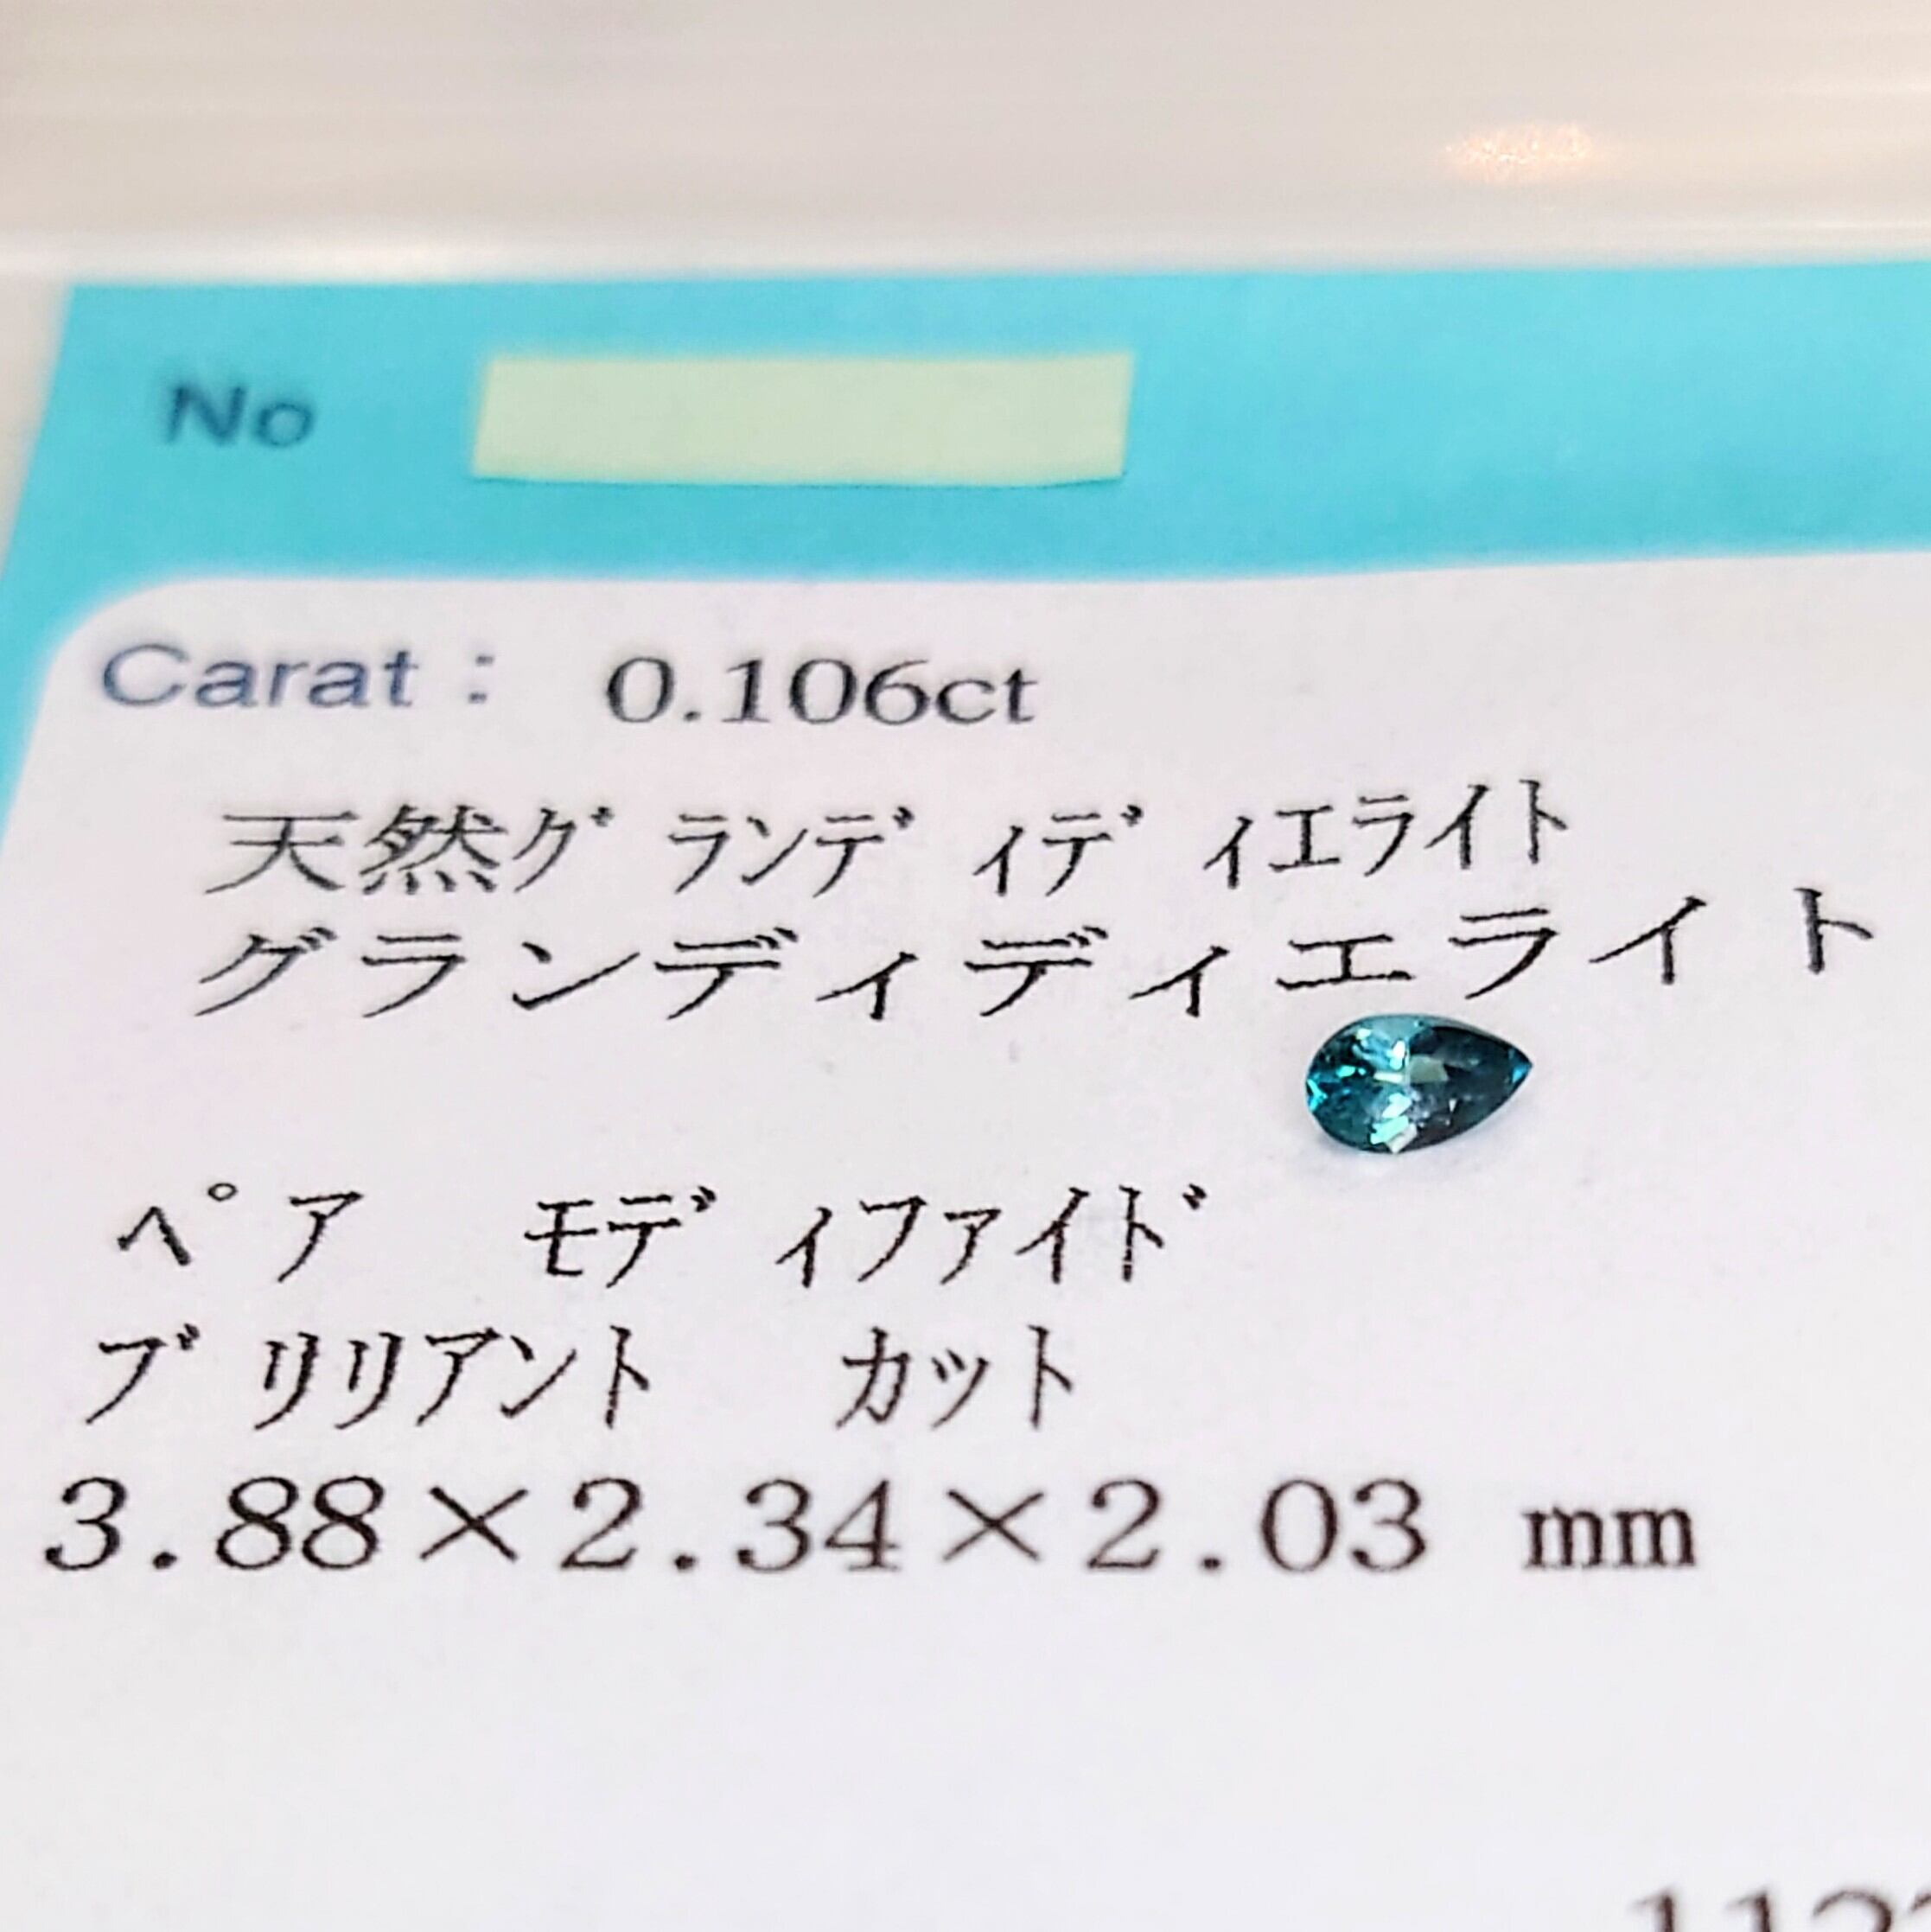 No
Carat： 0.106ct
天然ｸﾞﾗﾝﾃﾞｨﾃﾞｨｴﾗｲﾄ
グランディディエライト
ﾍﾟｱ ﾓﾃﾞｨﾌｧｲﾄﾞ
ﾌﾞﾘﾘｱﾝﾄ ｶｯﾄ
3.88×2.34×2.03 mm